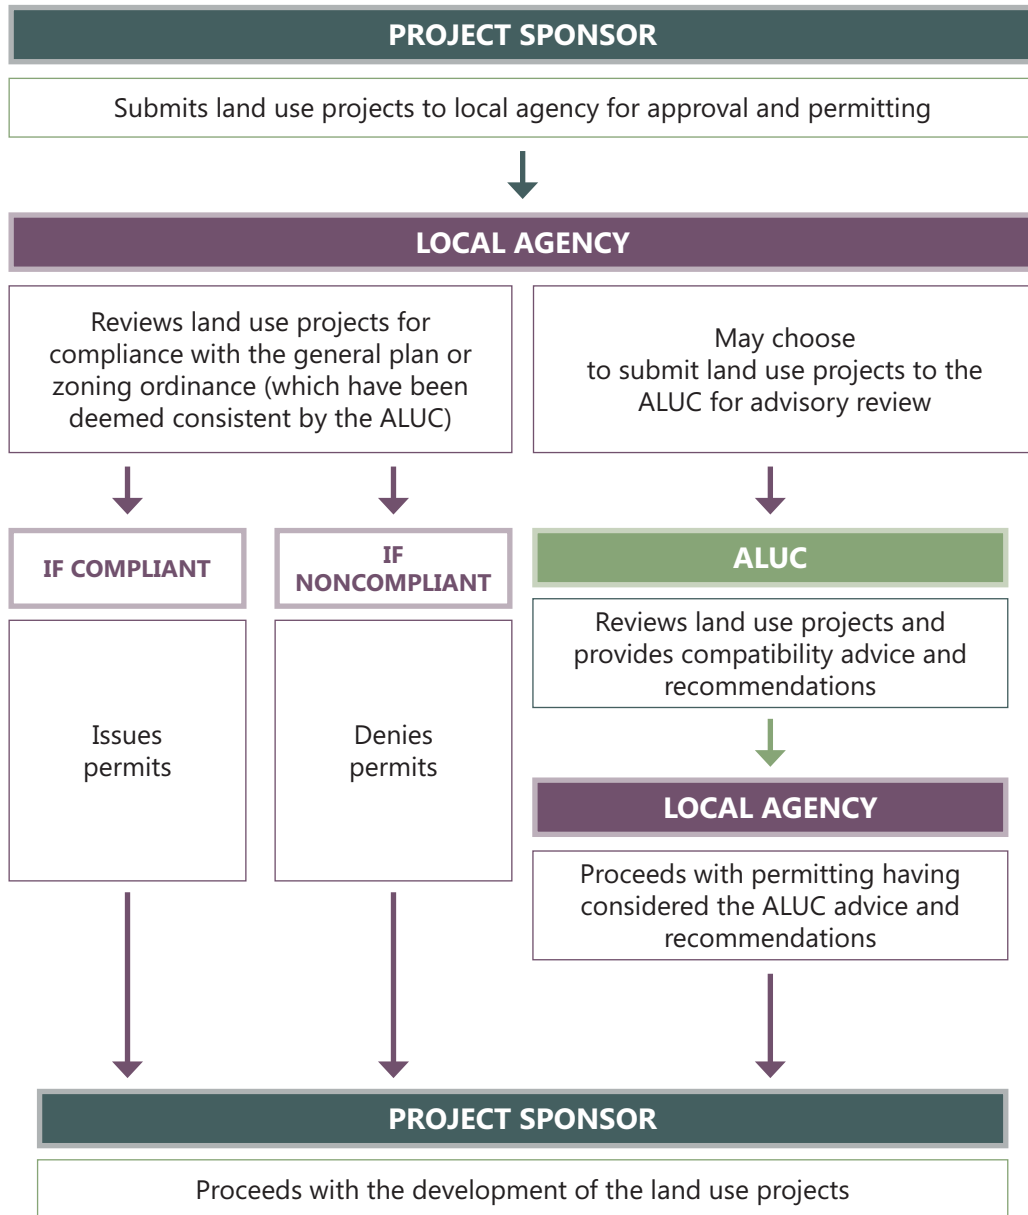 PROJECT SPONSOR
Submits land use projects to local agency for approval and permitting
LOCAL AGENCY
Reviews land use projects for
compliance with the general plan or
zoning ordinance (which have been
deemed consistent by the ALUC)
May choose
to submit land use projects to the
ALUC for advisory review
IF COMPLIANT
IF
NONCOMPLIANT
ALUC
Issues
permits
Denies
permits
Reviews land use projects and
provides compatibility advice and
recommendations
LOCAL AGENCY
Proceeds with permitting having
considered the ALUC advice and
recommendations
PROJECT SPONSOR
Proceeds with the development of the land use projects